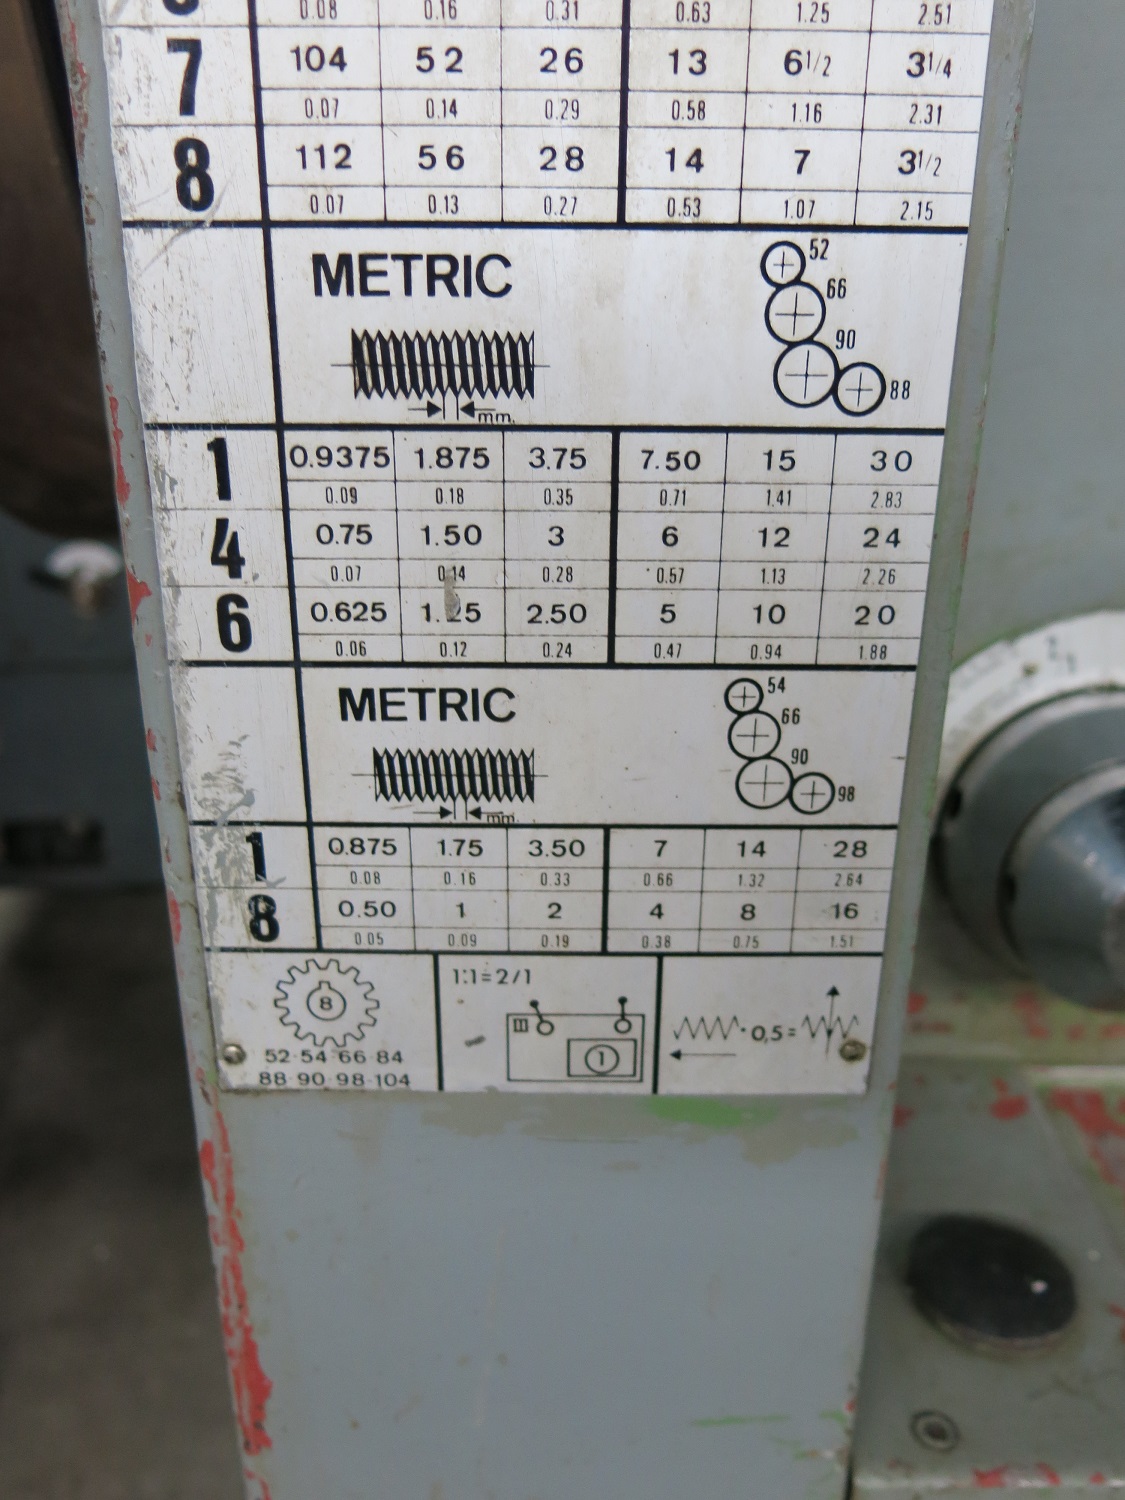 0.08 0.16 0.31 0.63 1.25 2.51
7 104 52 26 13 6 1/2 3 1/4
0.07 0.14 0.29 0.58 1.16 2.31
8 112 56 28 14 7 3 1/2
0.07 0.13 0.27 0.53 1.07 2.15
METRIC
52
66
90
88
mm.
1 0.9375 1.875 3.75 7.50 15 30
0.09 0.18 0.35 0.71 1.41 2.83
4 0.75 1.50 3 6 12 24
0.07 0.14 0.28 0.57 1.13 2.26
6 0.625 1.25 2.50 5 10 20
0.06 0.12 0.24 0.47 0.94 1.88
METRIC
54
66
90
98
mm.
1 0.875 1.75 3.50 7 14 28
0.08 0.16 0.33 0.66 1.32 2.64
8 0.50 1 2 4 8 16
0.05 0.09 0.19 0.38 0.75 1.51
8
52·54·66·84
88·90·98·104
1:1=2/1
III
1
· 0,5 =